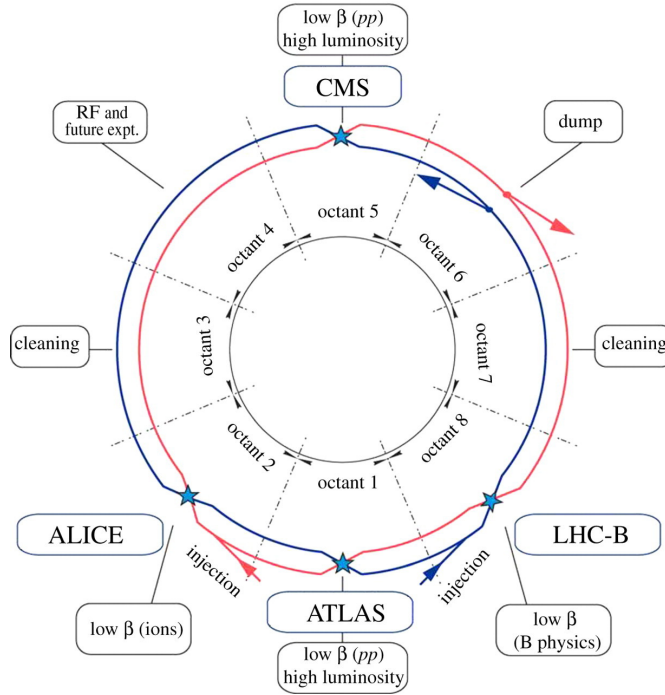 low β (pp)
high luminosity
CMS
RF and
future expt.
dump
octant 5
octant 4
octant 6
cleaning
octant 3
octant 7
cleaning
octant 2
octant 8
octant 1
ALICE
LHC-B
injection
injection
ATLAS
low β (ions)
low β
(B physics)
low β (pp)
high luminosity